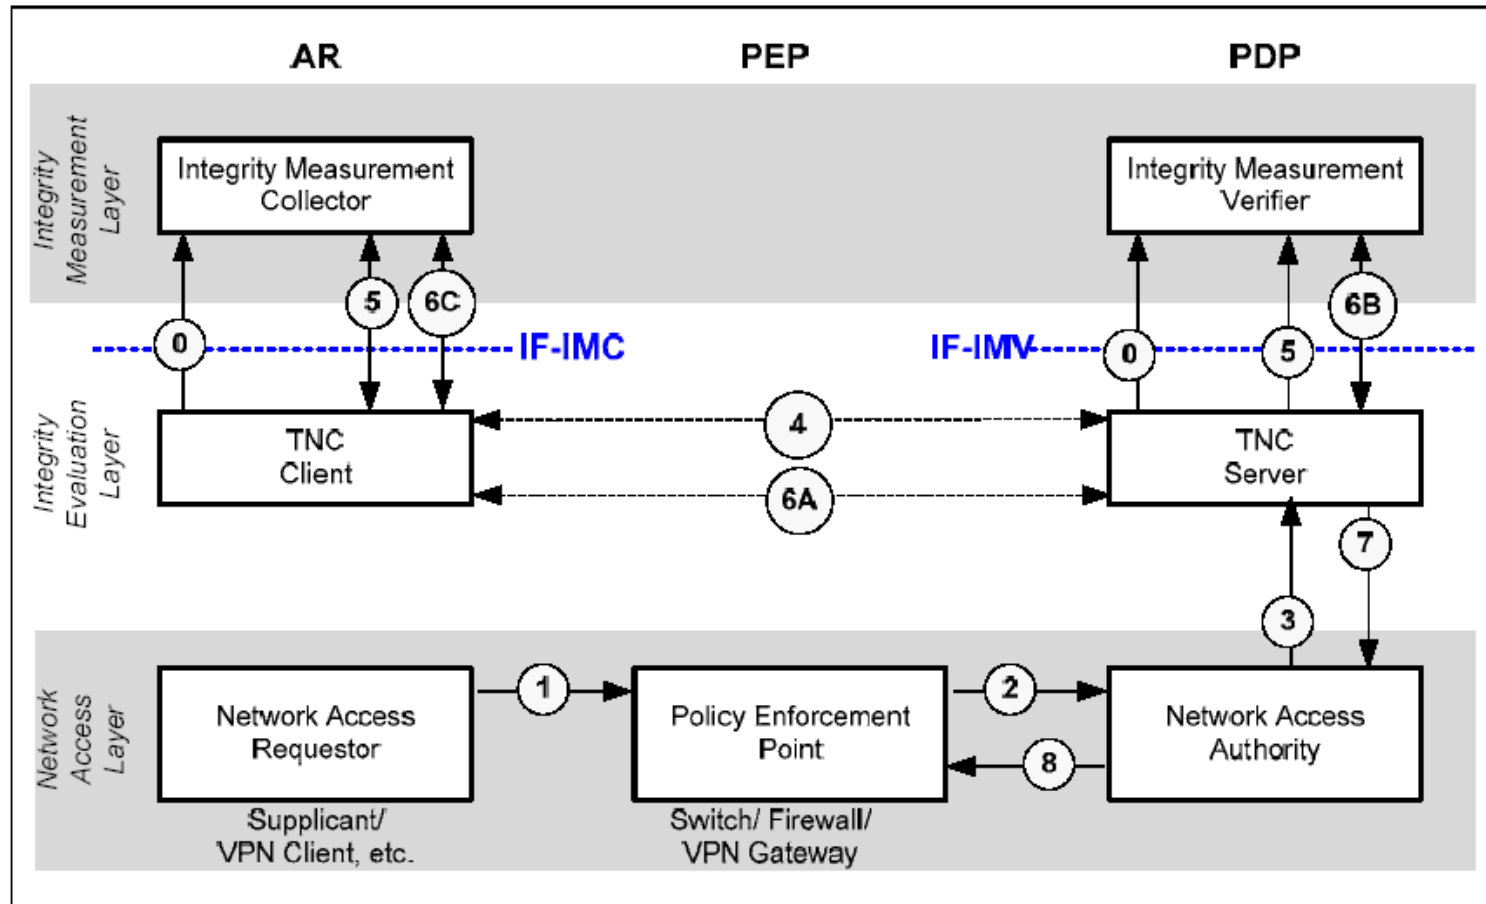 AR
PEP
PDP
Integrity
Measurement
Layer
Integrity Measurement
Collector
Integrity Measurement
Verifier
0
5
6C
IF-IMC
IF-IMV
0
5
6B
Integrity
Evaluation
Layer
TNC
Client
4
6A
TNC
Server
3
7
Network
Access
Layer
Network Access
Requestor
1
Policy Enforcement
Point
2
8
Network Access
Authority
Supplicant/
VPN Client, etc.
Switch/ Firewall/
VPN Gateway